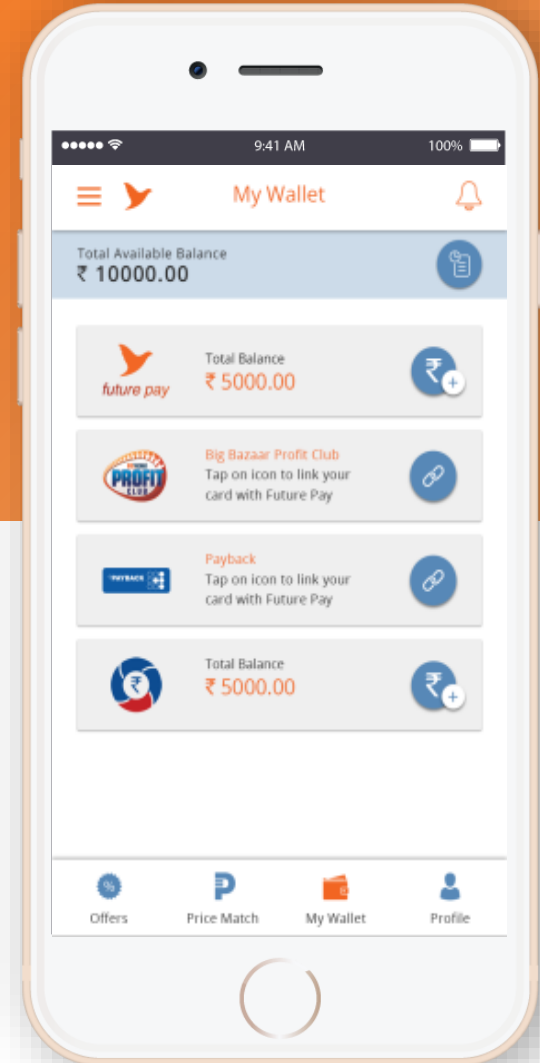 9:41 AM
100%
My Wallet
Total Available Balance
₹ 10000.00
future pay
Total Balance
₹ 5000.00
PROFIT
CLUB
Big Bazaar Profit Club
Tap on icon to link your
card with Future Pay
PAYBACK
Payback
Tap on icon to link your
card with Future Pay
₹
Total Balance
₹ 5000.00
₹+
₹+
%
Offers
Price Match
My Wallet
Profile